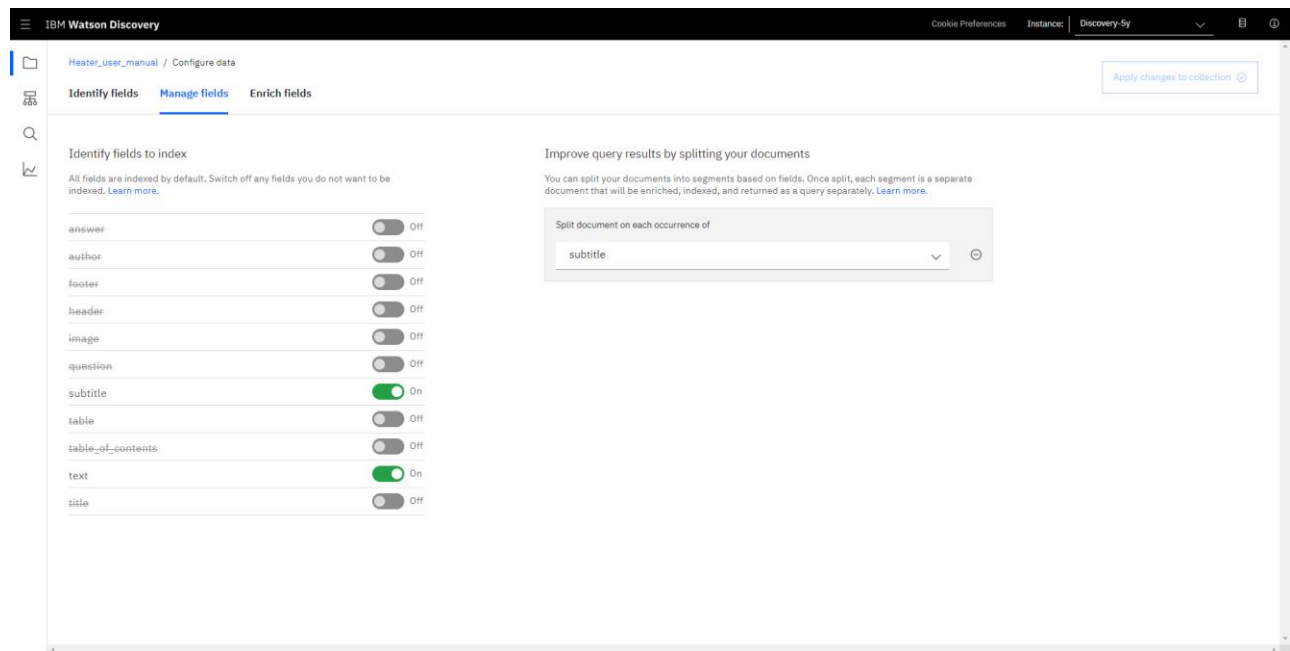 IBM Watson Discovery
Cookie Preferences
Instance:
Discovery-5y
Heater_user_manual / Configure data
Apply changes to collection
Identify fields
Manage fields
Enrich fields
Identify fields to index
All fields are indexed by default. Switch off any fields you do not want to be
indexed. Learn more.
answer Off
author Off
footer Off
header Off
image Off
question Off
subtitle On
table Off
table_of_contents Off
text On
title Off
Improve query results by splitting your documents
You can split your documents into segments based on fields. Once split, each segment is a separate
document that will be enriched, indexed, and returned as a query separately. Learn more.
Split document on each occurrence of
subtitle